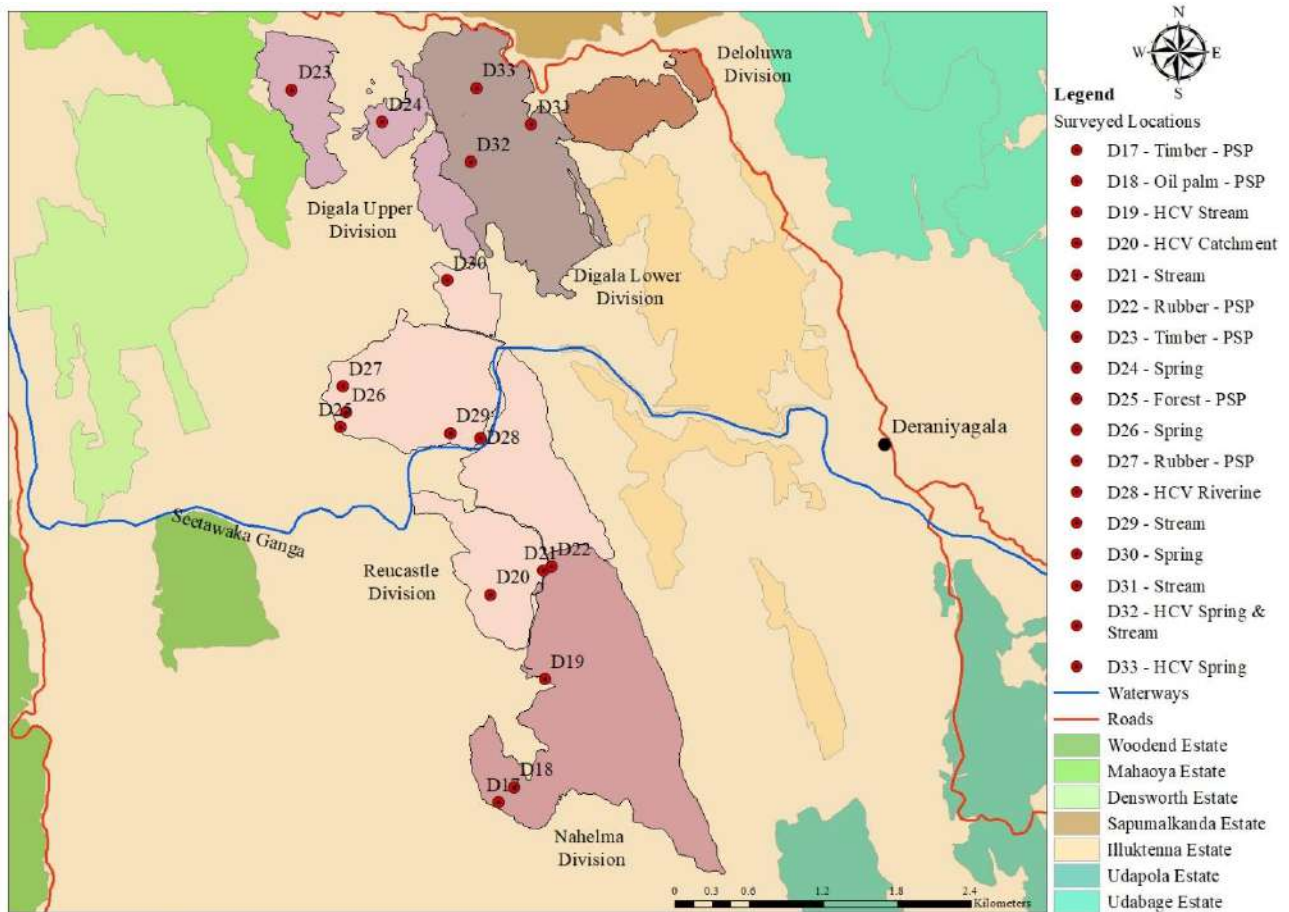 N
W
E
S
Legend
Surveyed Locations
D17 - Timber - PSP
D18 - Oil palm - PSP
D19 - HCV Stream
D20 - HCV Catchment
D21 - Stream
D22 - Rubber - PSP
D23 - Timber - PSP
D24 - Spring
D25 - Forest - PSP
D26 - Spring
D27 - Rubber - PSP
D28 - HCV Riverine
D29 - Stream
D30 - Spring
D31 - Stream
D32 - HCV Spring &
Stream
D33 - HCV Spring
Waterways
Roads
Woodend Estate
Mahaoya Estate
Densworth Estate
Sapumalkanda Estate
Illuktenna Estate
Udapola Estate
Udabage Estate
Deloluwa
Division
D23
D24
D33
D31
D32
Digala Upper
Division
D30
Digala Lower
Division
D27
D26
D25
D29
D28
Deraniyagala
Seetawaka Ganga
Reucastle
Division
D21
D22
D20
D19
D18
D17
Nahelma
Division
0 0.3 0.6 1.2 1.8 2.4
Kilometers